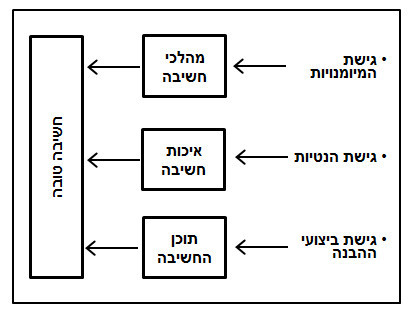 • גישת
המיומנויות
מהלכי
חשיבה
• גישת הנטיות
איכות
חשיבה
• גישת ביצועי
ההבנה
תוכן
החשיבה
חשיבה טובה